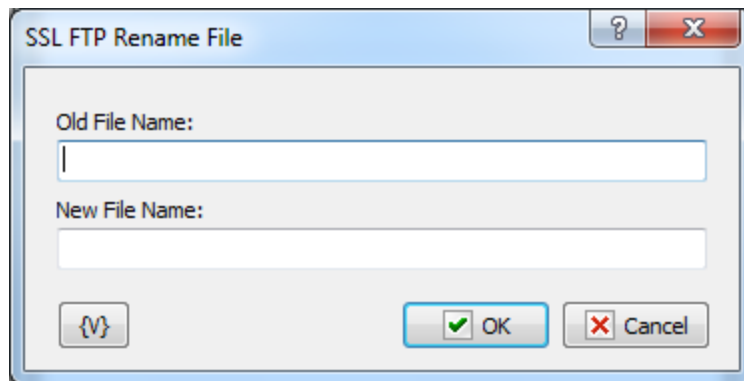 SSL FTP Rename File
?
Old File Name:
New File Name:
{V}
OK
Cancel